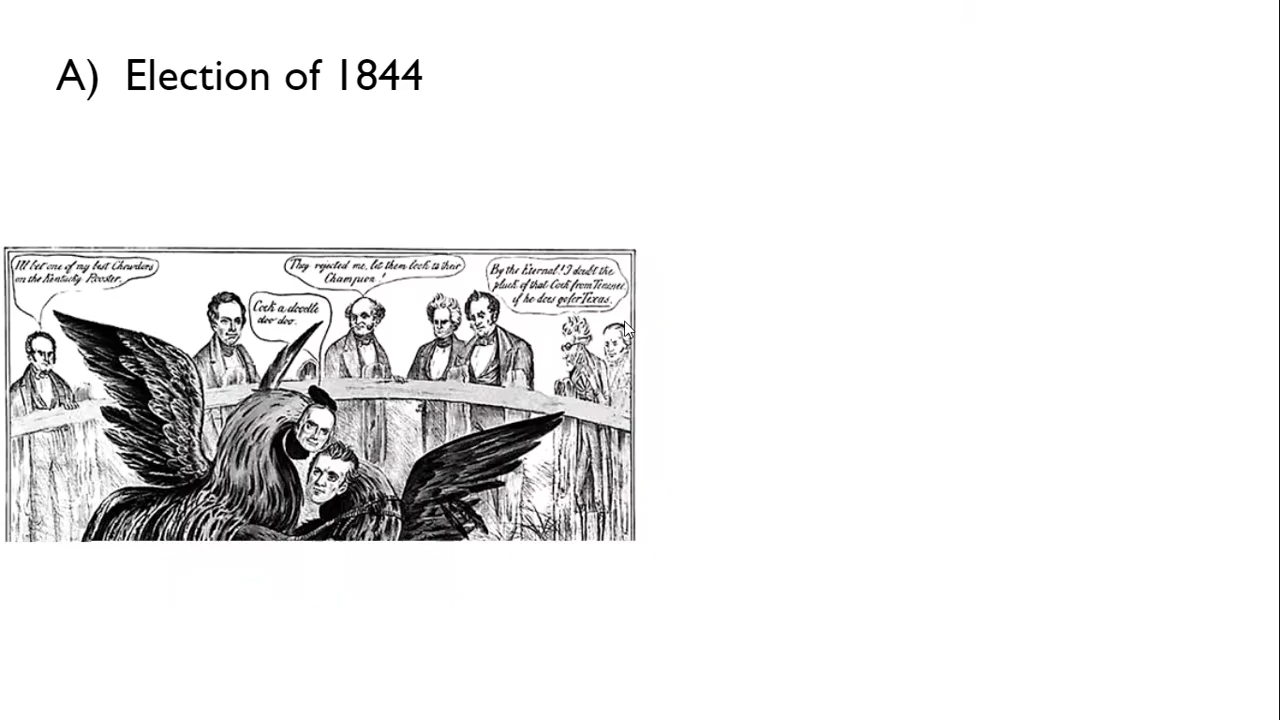 A) Election of 1844
I'll bet one of my best Chowders
on the Kentucky Rooster.
Cock a doodle
doo doo.
They rejected me, let them look to their
Champion!
By the Eternal! I doubt the
pluck of that Cock from Tennessee
if he does go for Texas.